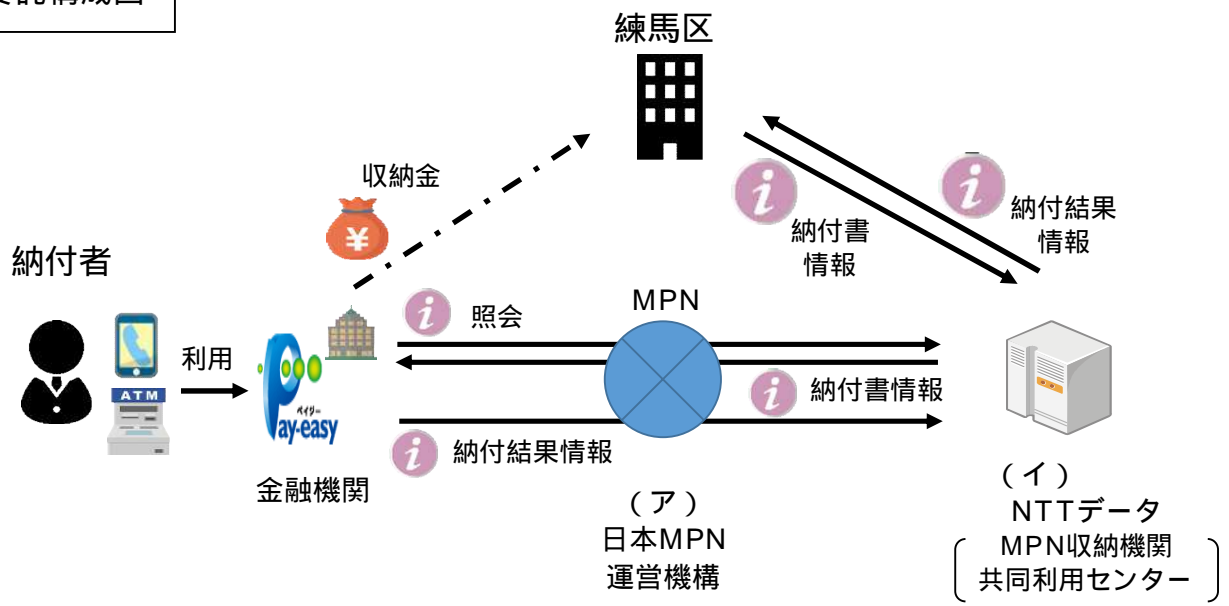 構成図
練馬区
収納金
納付書
情報
納付結果
情報
納付者
利用
ATM
ペイジー
Pay-easy
金融機関
照会
MPN
納付書情報
納付結果情報
(ア)
日本MPN
運営機構
(イ)
NTTデータ
MPN収納機関
共同利用センター